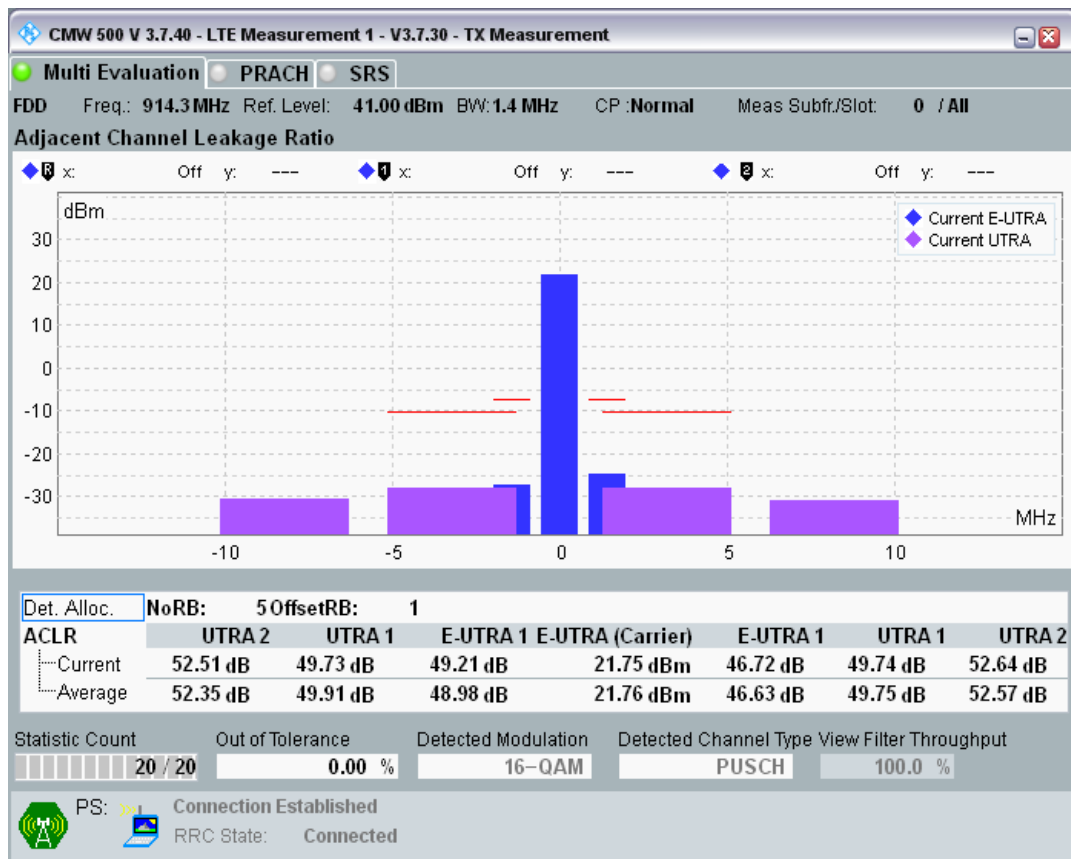 CMW 500 V 3.7.40 - LTE Measurement 1 - V3.7.30 - TX Measurement
Multi Evaluation PRACH SRS
FDD Freq.: 914.3 MHz Ref. Level: 41.00 dBm BW: 1.4 MHz CP :Normal Meas Subfr./Slot: 0 / All
Adjacent Channel Leakage Ratio
R x: Off y: --- 1 x: Off y: --- 2 x: Off y: ---
dBm
Current E-UTRA
Current UTRA
30
20
10
0
-10
-20
-30
MHz
-10 -5 0 5 10
Det. Alloc. NoRB: 5 OffsetRB: 1
ACLR UTRA 2 UTRA 1 E-UTRA 1 E-UTRA (Carrier) E-UTRA 1 UTRA 1 UTRA 2
Current 52.51 dB 49.73 dB 49.21 dB 21.75 dBm 46.72 dB 49.74 dB 52.64 dB
Average 52.35 dB 49.91 dB 48.98 dB 21.76 dBm 46.63 dB 49.75 dB 52.57 dB
Statistic Count Out of Tolerance Detected Modulation Detected Channel Type View Filter Throughput
20 / 20 0.00 % 16-QAM PUSCH 100.0 %
PS: Connection Established
RRC State: Connected